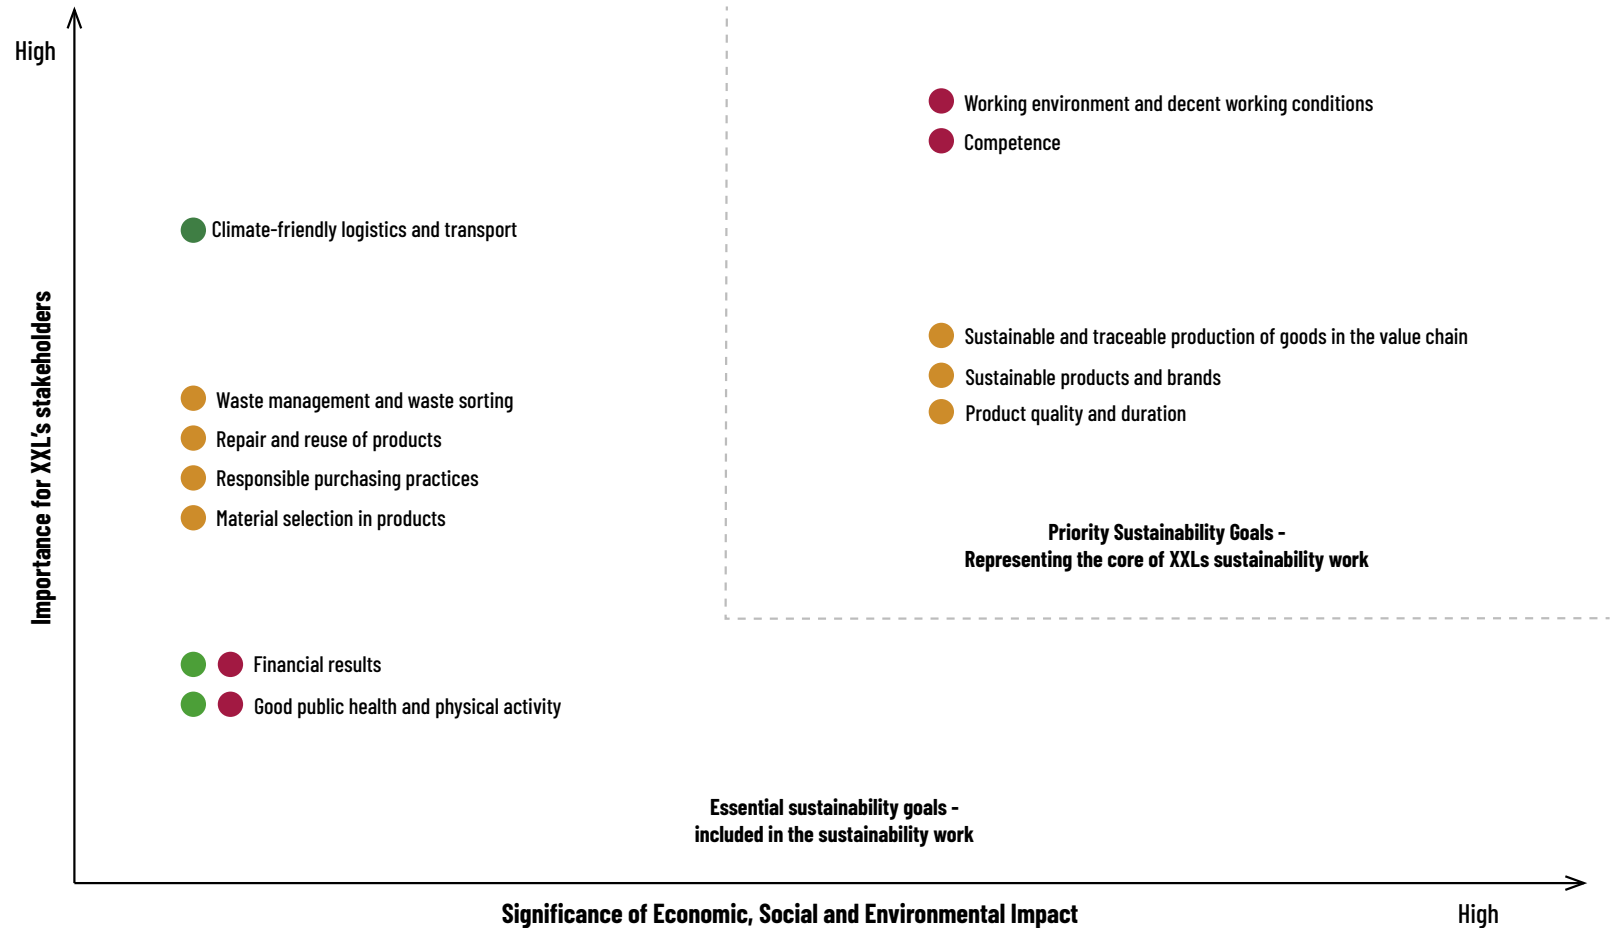 High
Working environment and decent working conditions
Competence
Climate-friendly logistics and transport
Importance for XXL's stakeholders
Sustainable and traceable production of goods in the value chain
Sustainable products and brands
Product quality and duration
Waste management and waste sorting
Repair and reuse of products
Responsible purchasing practices
Material selection in products
Priority Sustainability Goals -
Representing the core of XXLs sustainability work
Financial results
Good public health and physical activity
Essential sustainability goals -
included in the sustainability work
Significance of Economic, Social and Environmental Impact
High